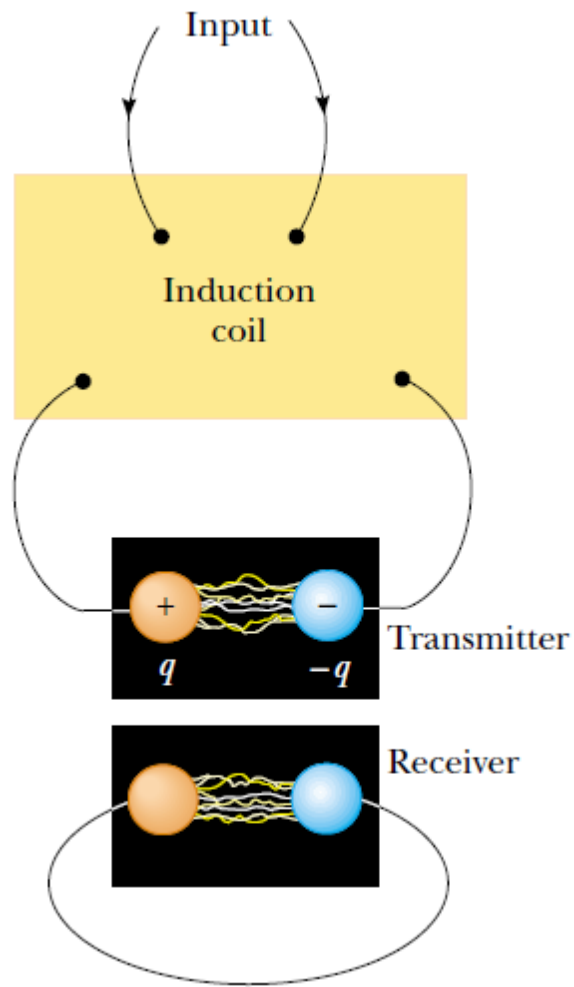 Input
Induction
coil
+ −
q −q
Transmitter
Receiver